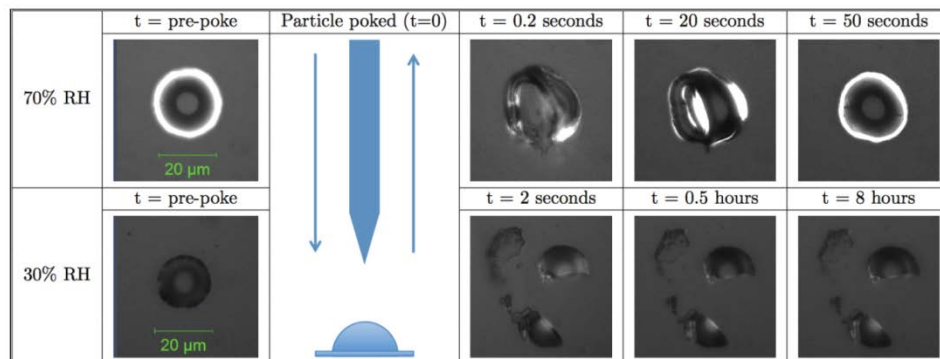 t = pre-poke
Particle poked (t=0)
t = 0.2 seconds
t = 20 seconds
t = 50 seconds
70% RH
20 μm
t = pre-poke
t = 2 seconds
t = 0.5 hours
t = 8 hours
30% RH
20 μm